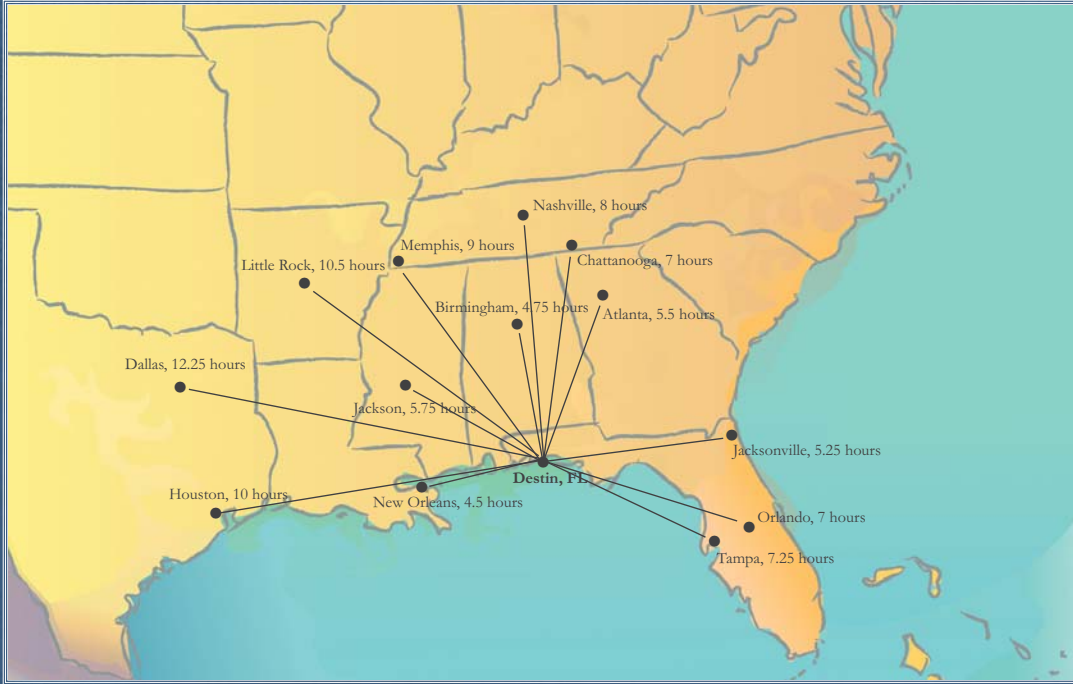 Nashville, 8 hours
Memphis, 9 hours
Chattanooga, 7 hours
Little Rock, 10.5 hours
Birmingham, 4.75 hours
Atlanta, 5.5 hours
Dallas, 12.25 hours
Jackson, 5.75 hours
Jacksonville, 5.25 hours
Destin, FL
Houston, 10 hours
New Orleans, 4.5 hours
Orlando, 7 hours
Tampa, 7.25 hours